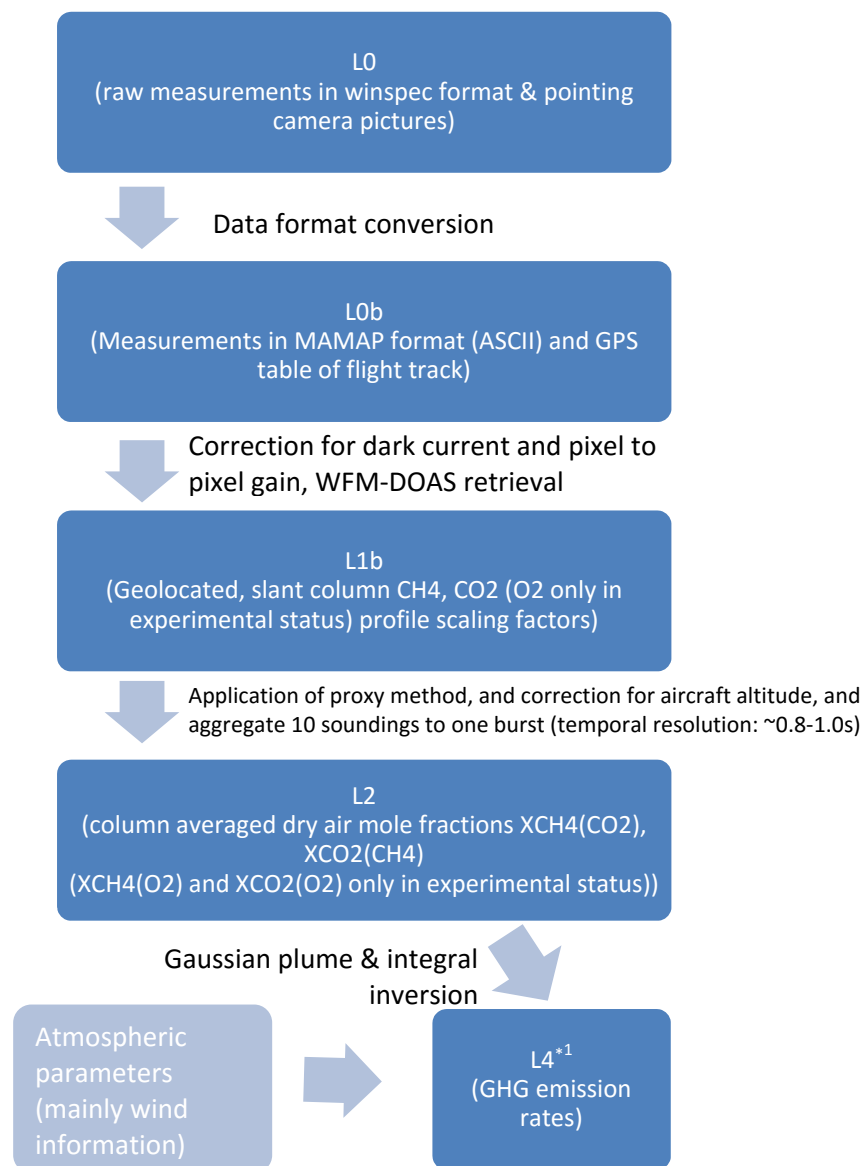 L0
(raw measurements in winspec format & pointing
camera pictures)
Data format conversion
L0b
(Measurements in MAMAP format (ASCII) and GPS
table of flight track)
Correction for dark current and pixel to
pixel gain, WFM-DOAS retrieval
L1b
(Geolocated, slant column CH4, CO2 (O2 only in
experimental status) profile scaling factors)
Application of proxy method, and correction for aircraft altitude, and
aggregate 10 soundings to one burst (temporal resolution: ~0.8-1.0s)
L2
(column averaged dry air mole fractions XCH4(CO2),
XCO2(CH4)
(XCH4(O2) and XCO2(O2) only in experimental status))
Gaussian plume & integral
inversion
Atmospheric
parameters
(mainly wind
information)
L4*1
(GHG emission
rates)